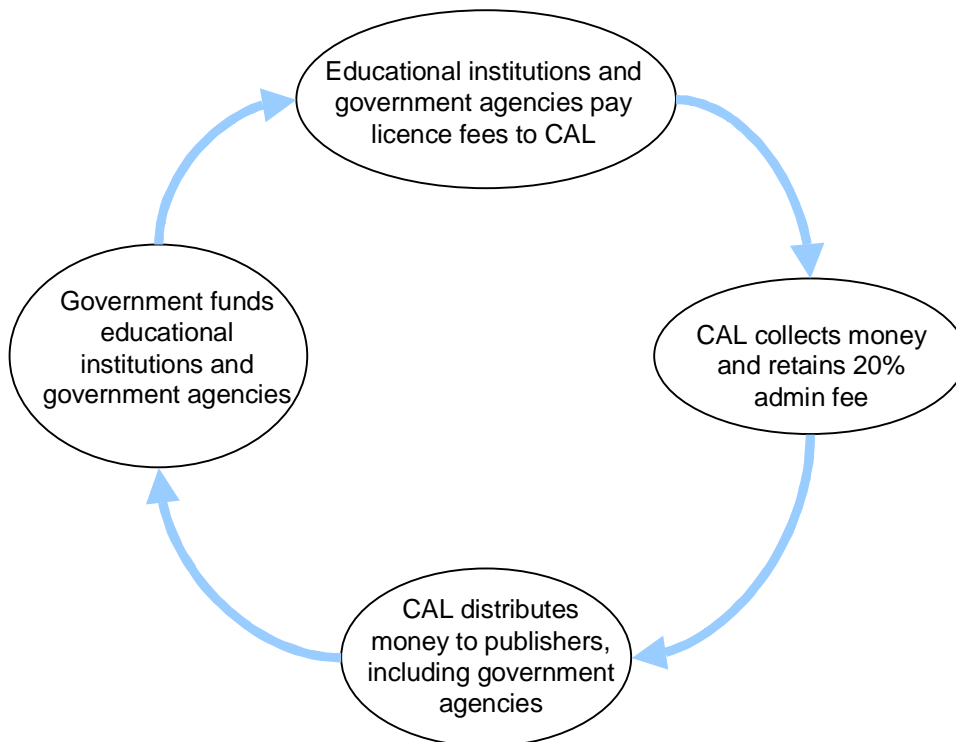 Educational institutions and
government agencies pay
licence fees to CAL
CAL collects money
and retains 20%
admin fee
CAL distributes
money to publishers,
including government
agencies
Government funds
educational
institutions and
government agencies